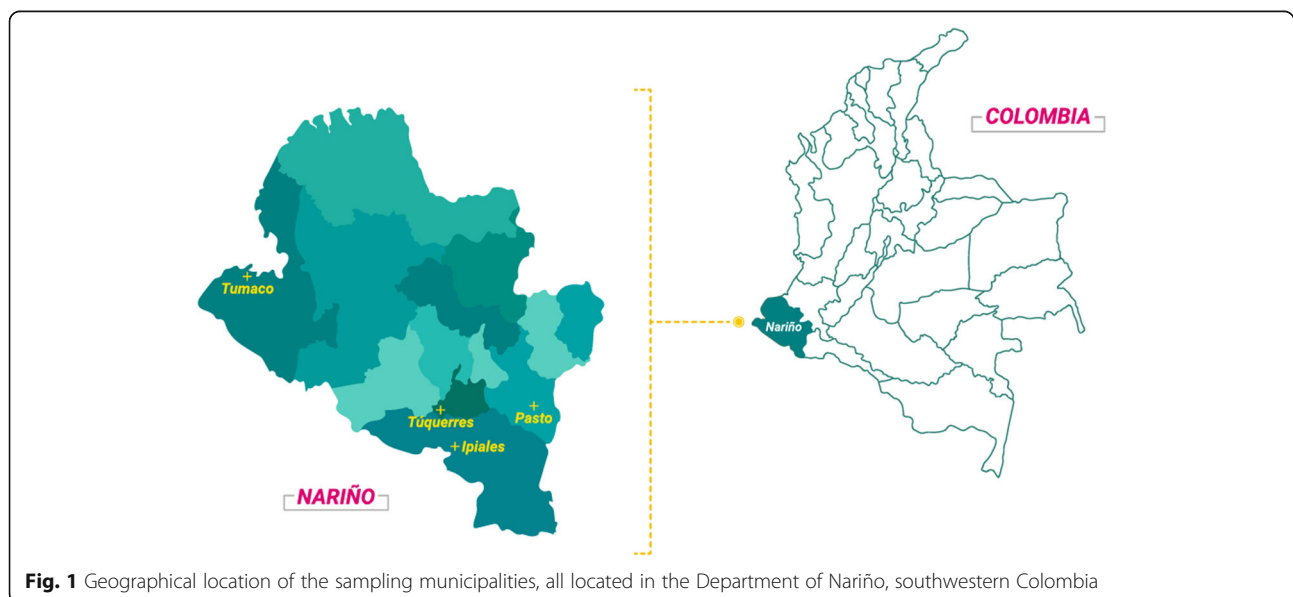 COLOMBIA
Nariño
Tumaco
Túquerres
Pasto
Ipiales
NARIÑO
Fig. 1 Geographical location of the sampling municipalities, all located in the Department of Nariño, southwestern Colombia